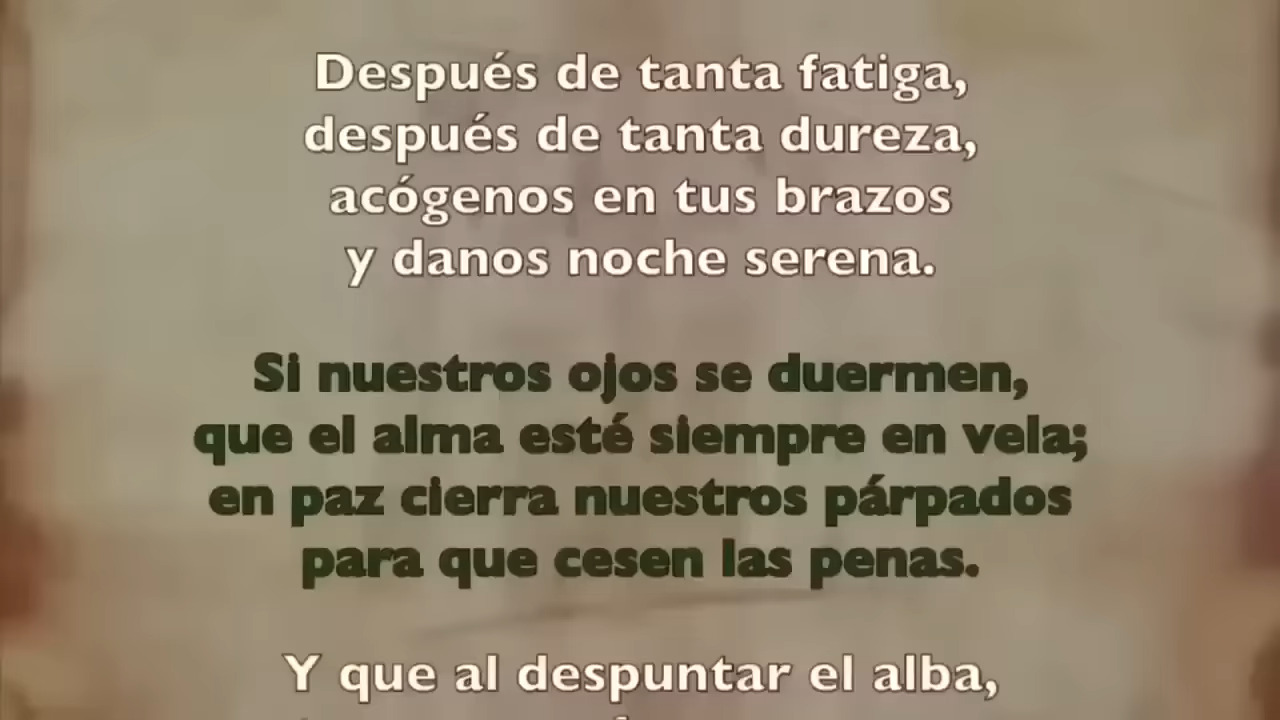 Después de tanta fatiga,
después de tanta dureza,
acógenos en tus brazos
y danos noche serena.
Si nuestros ojos se duermen,
que el alma esté siempre en vela;
en paz cierra nuestros párpados
para que cesen las penas.
Y que al despuntar el alba,